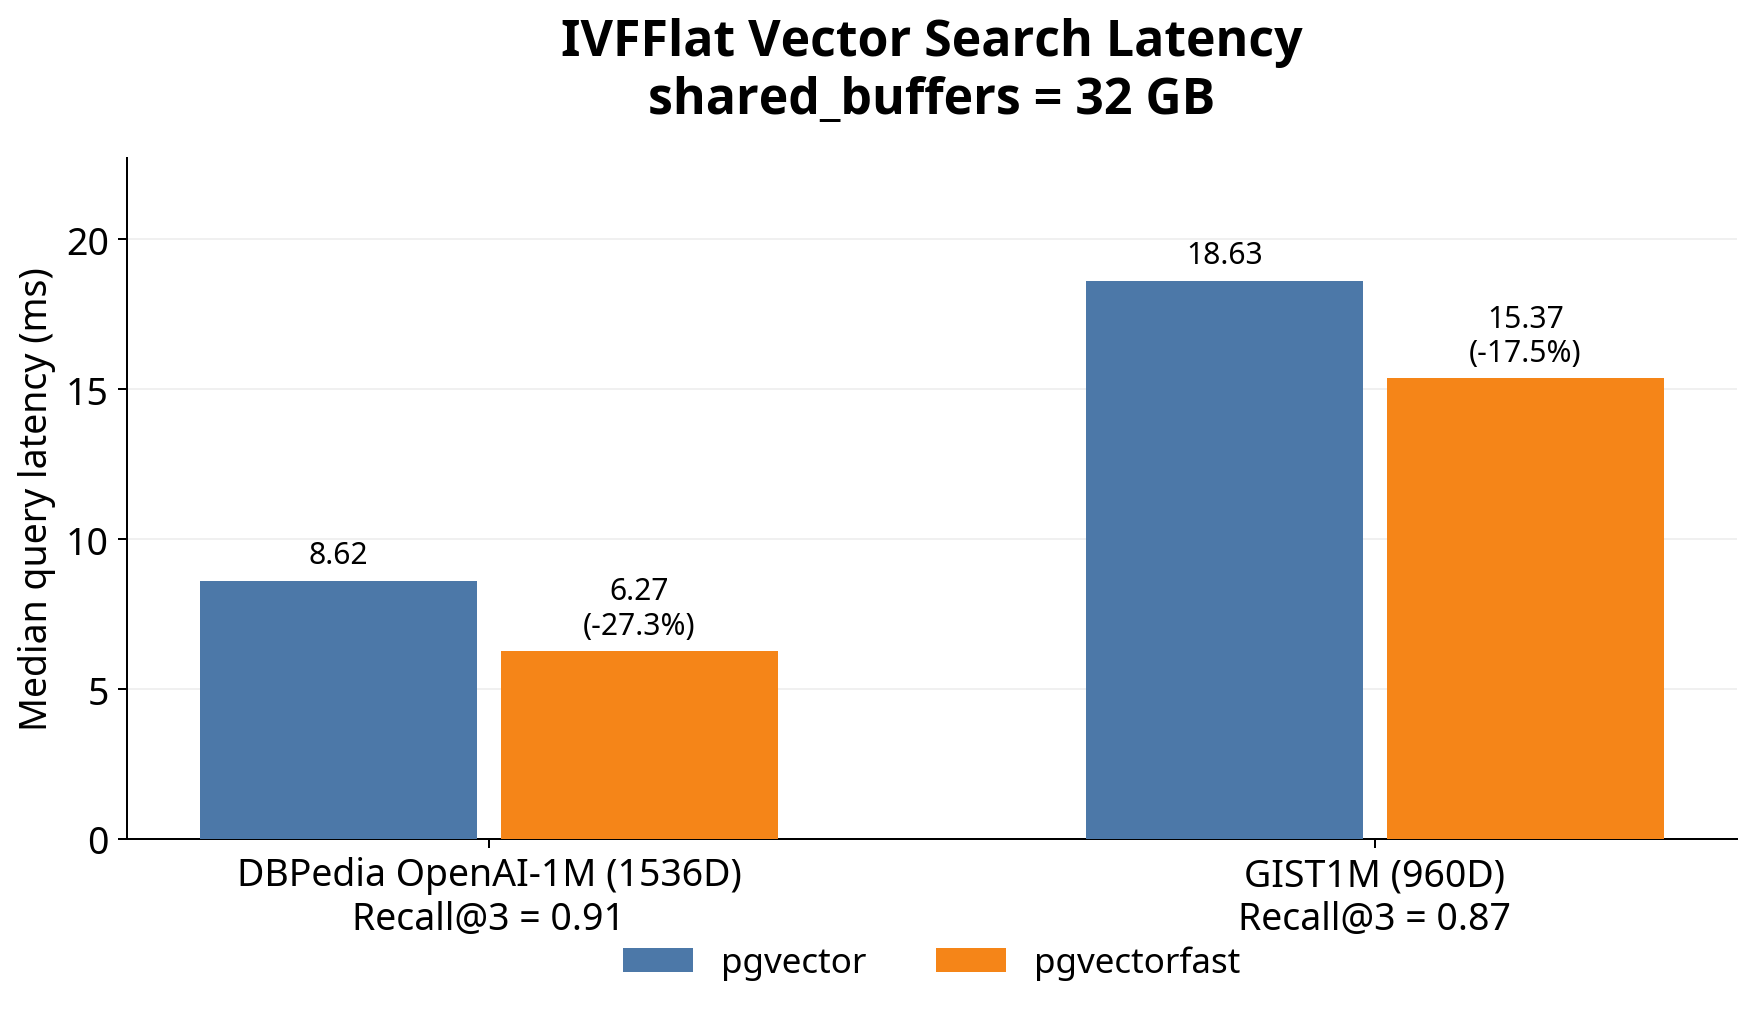 IVFFlat Vector Search Latency
shared_buffers = 32 GB
Median query latency (ms)
20
15
10
5
0
8.62
6.27
(-27.3%)
18.63
15.37
(-17.5%)
DBPedia OpenAI-1M (1536D)
Recall@3 = 0.91
GIST1M (960D)
Recall@3 = 0.87
pgvector
pgvectorfast